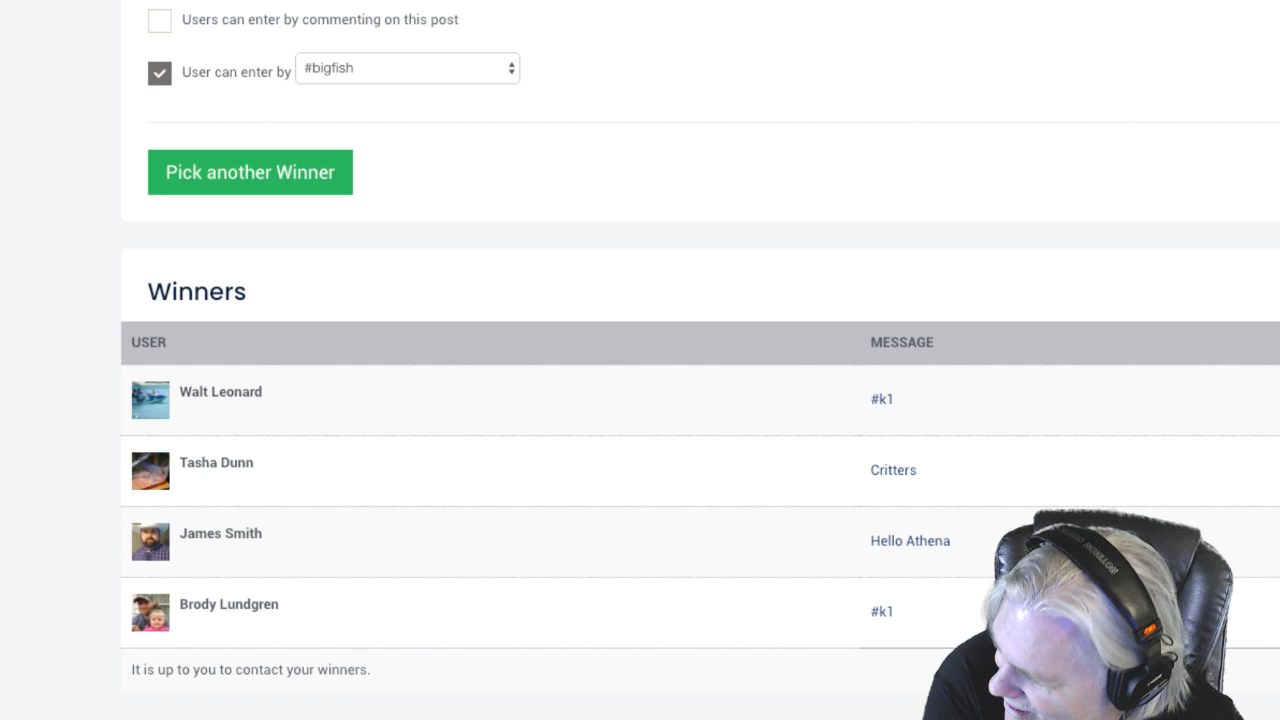 Users can enter by commenting on this post
User can enter by #bigfish
Pick another Winner
Winners
USER MESSAGE
Walt Leonard #k1
Tasha Dunn Critters
James Smith Hello Athena
Brody Lundgren #k1
It is up to you to contact your winners.